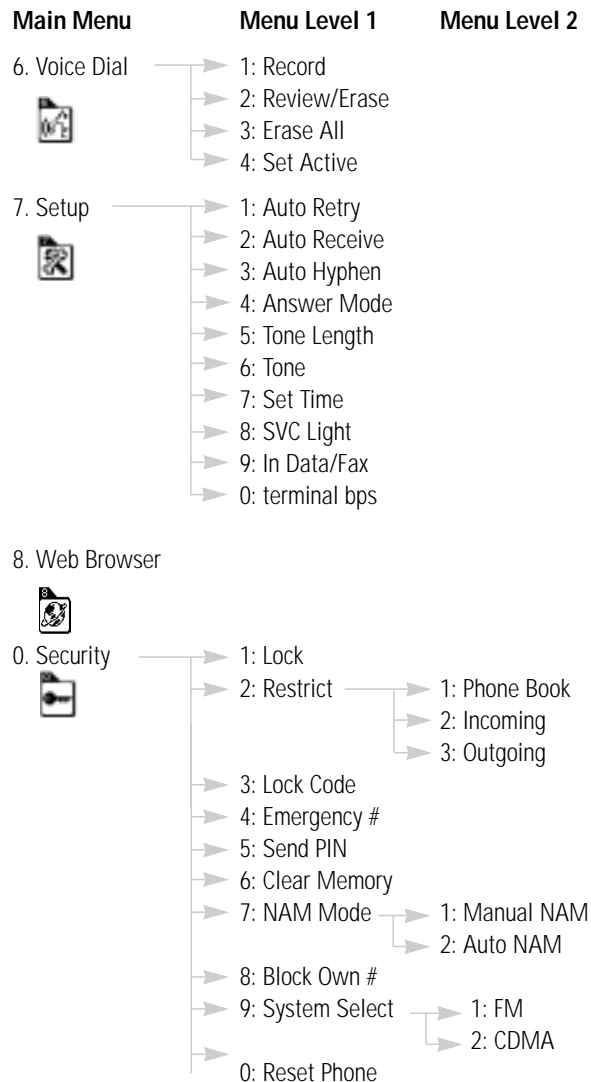 Main Menu Menu Level 1 Menu Level 2
6. Voice Dial 1: Record
2: Review/Erase
3: Erase All
4: Set Active
7. Setup 1: Auto Retry
2: Auto Receive
3: Auto Hyphen
4: Answer Mode
5: Tone Length
6: Tone
7: Set Time
8: SVC Light
9: In Data/Fax
0: terminal bps
8. Web Browser
8
0. Security 1: Lock
2: Restrict 1: Phone Book
2: Incoming
3: Outgoing
3: Lock Code
4: Emergency #
5: Send PIN
6: Clear Memory
7: NAM Mode 1: Manual NAM
2: Auto NAM
8: Block Own #
9: System Select 1: FM
2: CDMA
0: Reset Phone